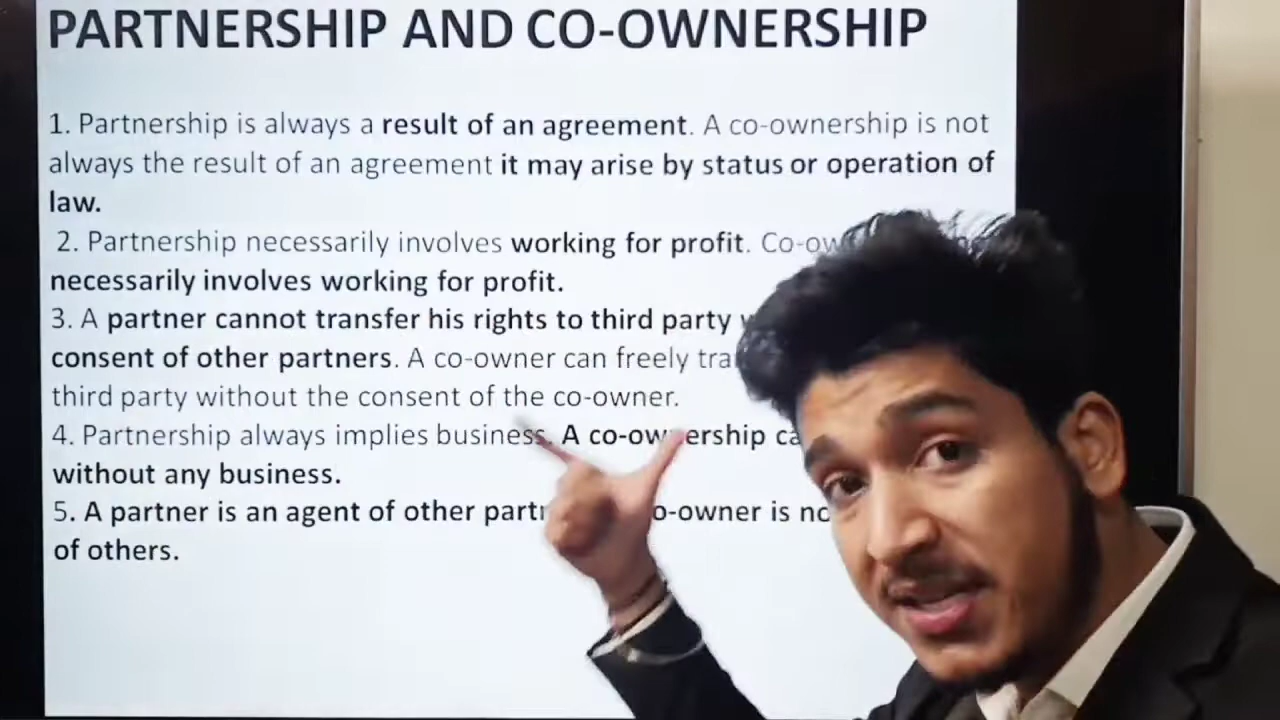 PARTNERSHIP AND CO-OWNERSHIP
1. Partnership is always a result of an agreement. A co-ownership is not
always the result of an agreement it may arise by status or operation of
law.
2. Partnership necessarily involves working for profit.
necessarily involves working for profit.
3. A partner cannot transfer his rights to third party
consent of other partners. A co-owner can freely
third party without the consent of the co-owner.
4. Partnership always implies business. A co-ownership
without any business.
5. A partner is an agent of other is
of others.